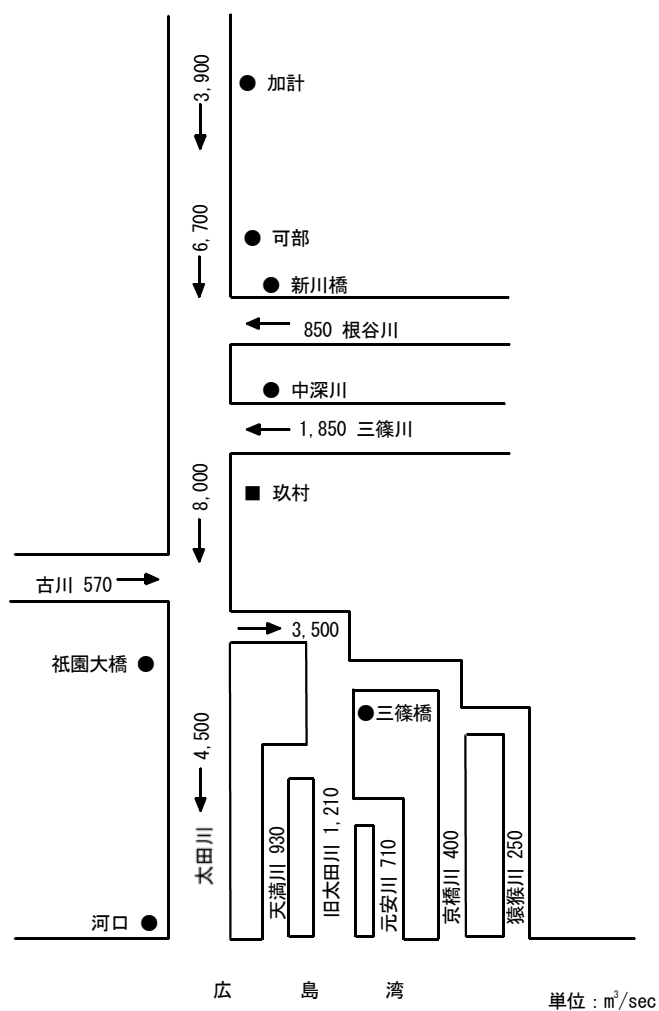 3,900
● 加計
6,700
● 可部
● 新川橋
850 根谷川
● 中深川
1,850 三篠川
8,000
■ 玖村
古川 570
3,500
祇園大橋 ●
● 三篠橋
4,500
太田川
天満川 930
旧太田川 1,210
元安川 710
京橋川 400
猿猴川 250
河口 ●
広島湾
単位：m³/sec